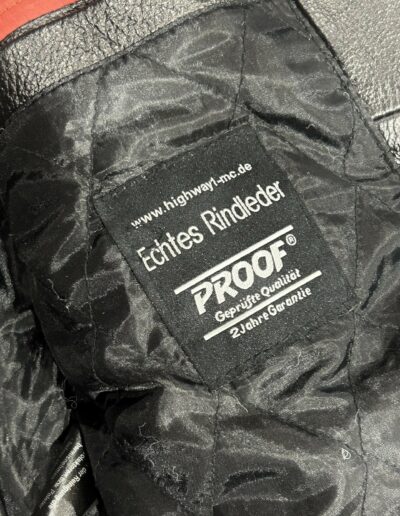 www.highway1-mc.de
Echtes Rindleder
PROOF®
Geprüfte Qualität
2 Jahre Garantie